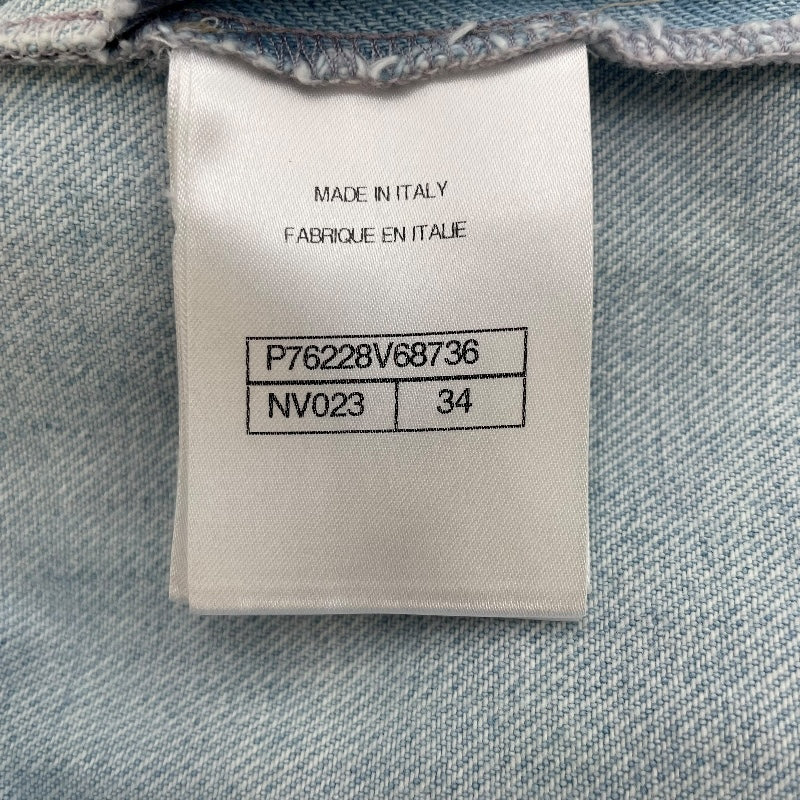 MADE IN ITALY
FABRIQUE EN ITALIE
P76228V68736
NV023 34